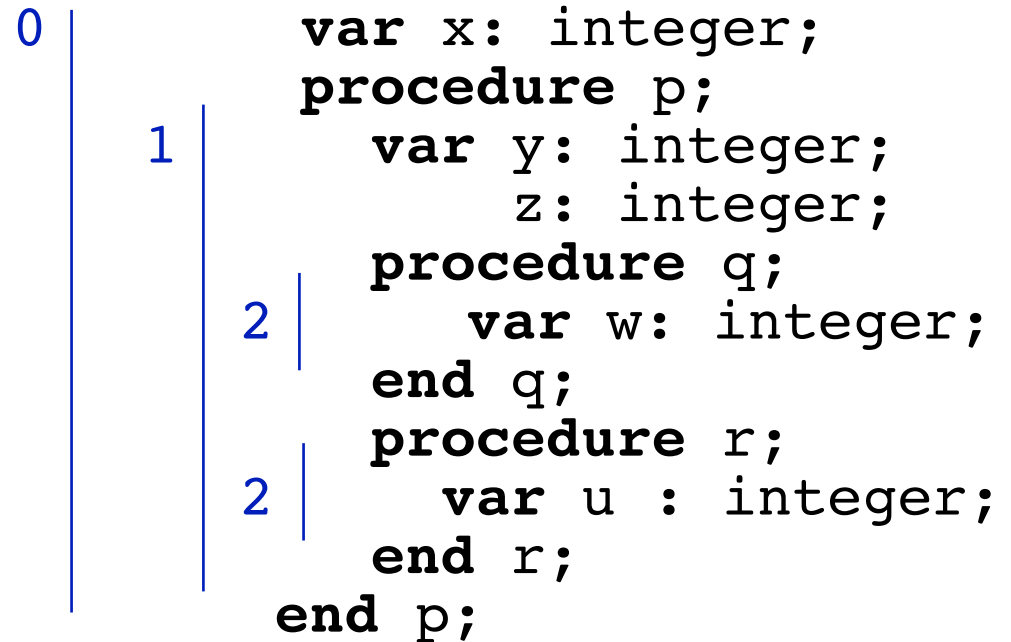 0 var x: integer;
procedure p;
1 var y: integer;
z: integer;
procedure q;
2 var w: integer;
end q;
procedure r;
2 var u : integer;
end r;
end p;